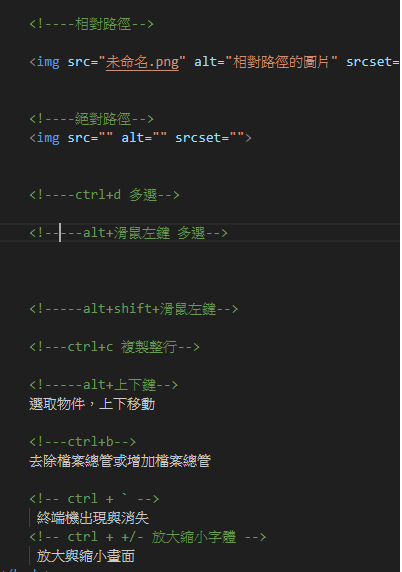 <!----相對路徑-->
<img src="未命名.png" alt="相對路徑的圖片" srcset=
<!----絕對路徑-->
<img src="" alt="" srcset="">
<!----ctrl+d 多選-->
<!-----alt+滑鼠左鍵 多選-->
<!-----alt+shift+滑鼠左鍵-->
<!---ctrl+c 複製整行-->
<!-----alt+上下鍵-->
選取物件，上下移動
<!---ctrl+b-->
去除檔案總管或增加檔案總管
<!-- ctrl + ` -->
終端機出現與消失
<!-- ctrl + +/- 放大縮小字體 -->
放大與縮小畫面